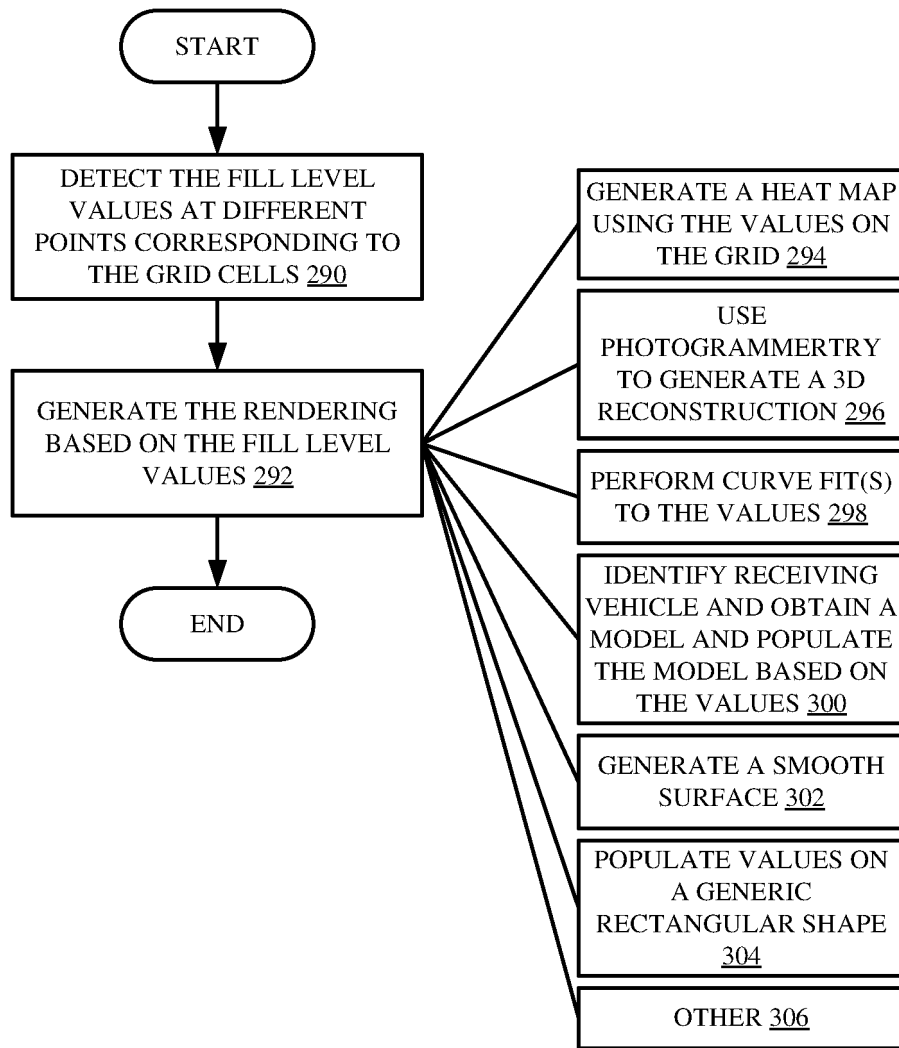 START
DETECT THE FILL LEVEL
VALUES AT DIFFERENT
POINTS CORRESPONDING TO
THE GRID CELLS 290
GENERATE THE RENDERING
BASED ON THE FILL LEVEL
VALUES 292
END
GENERATE A HEAT MAP
USING THE VALUES ON
THE GRID 294
USE
PHOTOGRAMMERTRY
TO GENERATE A 3D
RECONSTRUCTION 296
PERFORM CURVE FIT(S)
TO THE VALUES 298
IDENTIFY RECEIVING
VEHICLE AND OBTAIN A
MODEL AND POPULATE
THE MODEL BASED ON
THE VALUES 300
GENERATE A SMOOTH
SURFACE 302
POPULATE VALUES ON
A GENERIC
RECTANGULAR SHAPE
304
OTHER 306